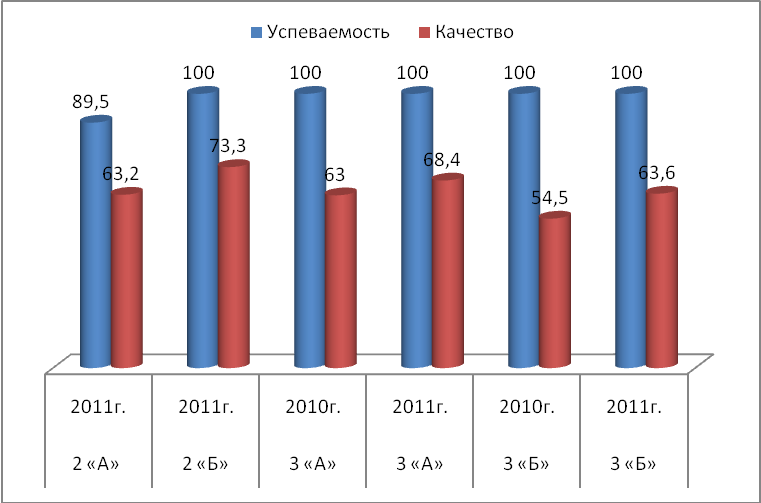 Успеваемость Качество
100 100 100 100 100
89,5
73,3
68,4
63,2 63 63,6
54,5
2011г. 2011г. 2010г. 2011г. 2010г. 2011г.
2 «А» 2 «Б» 3 «А» 3 «А» 3 «Б» 3 «Б»